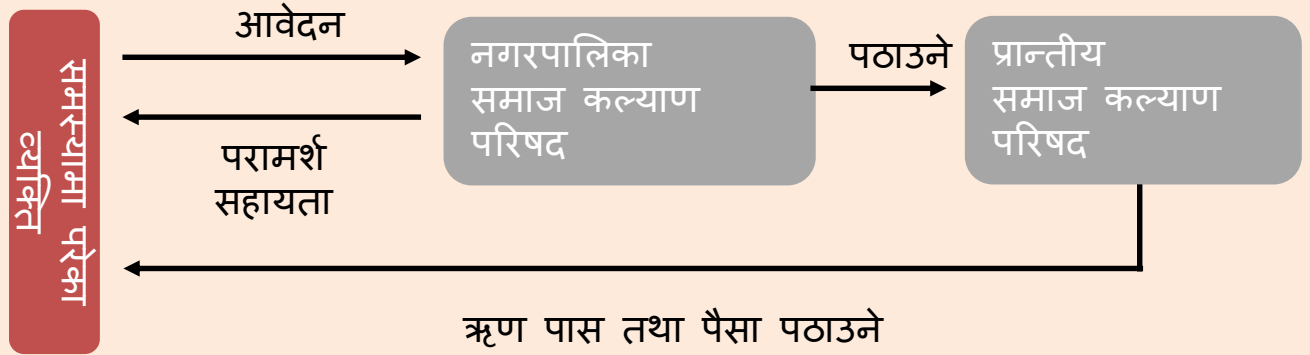 समस्यामा परेका
व्यक्ति
आवेदन
परामर्श
सहायता
नगरपालिका
समाज कल्याण
परिषद
पठाउने
प्रान्तीय
समाज कल्याण
परिषद
ऋण पास तथा पैसा पठाउने